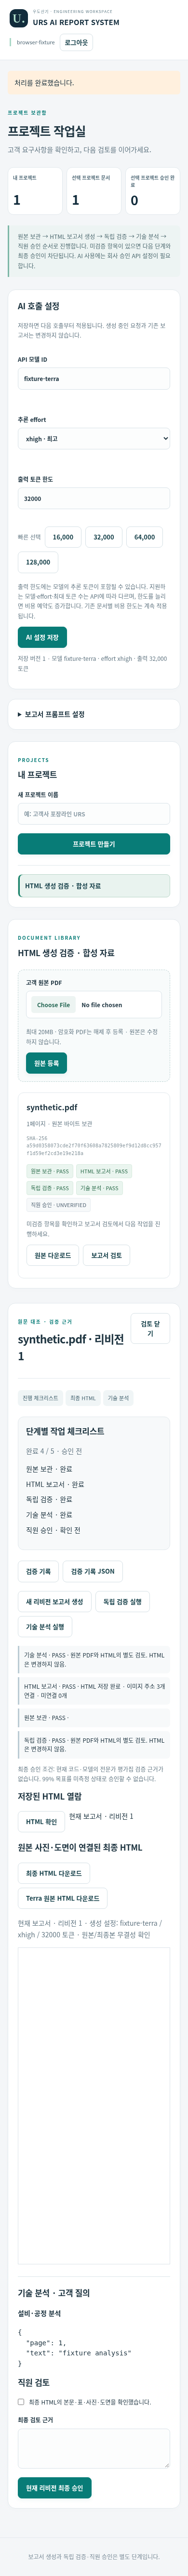 U.
무도관찬 · ENGINEERING WORKSPACE
URS AI REPORT SYSTEM
browser-fixture
로그아웃
처리를 완료했습니다.
프로젝트 보관함
프로젝트 작업실
고객 요구사항을 확인하고, 다음 검토를 이어가세요.
내 프로젝트
1
선택 프로젝트 문서
1
선택 프로젝트 승인 완료
0
원본 보관 → HTML 보고서 생성 → 독립 검증 → 기술 분석 →
직원 승인 순서로 진행합니다. 미검증 항목이 있으면 다음 단계와
최종 승인이 차단됩니다. AI 사용에는 회사 승인 API 설정이 필요
합니다.
AI 호출 설정
저장하면 다음 호출부터 적용됩니다. 생성 중인 요청과 기존 보
고서는 변경하지 않습니다.
API 모델 ID
fixture-terra
추론 effort
xhigh · 최고
출력 토큰 한도
32000
빠른 선택
16,000
32,000
64,000
128,000
출력 한도에는 모델의 추론 토큰이 포함될 수 있습니다. 지원하
는 모델·effort·최대 토큰 수는 API에 따라 다르며, 한도를 늘리
면 비용 예약도 증가합니다. 기존 문서별 비용 한도는 계속 적용
됩니다.
AI 설정 저장
저장 버전 1 · 모델 fixture-terra · effort xhigh · 출력 32,000
토큰
▶ 보고서 프롬프트 설정
PROJECTS
내 프로젝트
새 프로젝트 이름
예: 고객사 포장라인 URS
프로젝트 만들기
HTML 생성 검증 · 합성 자료
DOCUMENT LIBRARY
HTML 생성 검증 · 합성 자료
고객 원본 PDF
Choose File
No file chosen
최대 20MB · 암호화 PDF는 해제 후 등록 · 원본은 수정
하지 않습니다.
원본 등록
synthetic.pdf
1페이지 · 원본 바이트 보관
SHA-256
원본 보관 · PASS
HTML 보고서 · PASS
독립 검증 · PASS
기술 분석 · PASS
직원 승인 · UNVERIFIED
미검증 항목을 확인하고 보고서 검토에서 다음 작업을 진
행하세요.
원본 다운로드
보고서 검토
원문 대조 · 검증 근거
synthetic.pdf · 리비전
1
검토 닫기
진행 체크리스트
최종 HTML
기술 분석
단계별 작업 체크리스트
완료 4 / 5 · 승인 전
원본 보관 · 완료
HTML 보고서 · 완료
독립 검증 · 완료
기술 분석 · 완료
직원 승인 · 확인 전
검증 기록
검증 기록 JSON
새 리비전 보고서 생성
독립 검증 실행
기술 분석 실행
기술 분석 · PASS · 원본 PDF와 HTML의 별도 검토. HTML
은 변경하지 않음.
HTML 보고서 · PASS · HTML 저장 완료 · 이미지 주소 3개
연결 · 미연결 0개
원본 보관 · PASS ·
독립 검증 · PASS · 원본 PDF와 HTML의 별도 검토. HTML
은 변경하지 않음.
최종 승인 조건: 현재 코드·모델의 전문가 평가집 검증 근거가
없습니다. 99% 목표를 미측정 상태로 승인할 수 없습니다.
저장된 HTML 열람
HTML 확인
현재 보고서 · 리비전 1
원본 사진·도면이 연결된 최종 HTML
최종 HTML 다운로드
Terra 원본 HTML 다운로드
현재 보고서 · 리비전 1 · 생성 설정: fixture-terra /
xhigh / 32000 토큰 · 원본/최종본 무결성 확인
기술 분석 · 고객 질의
설비·공정 분석
{
"page": 1,
"text": "fixture analysis"
}
직원 검토
최종 HTML의 본문·표·사진·도면을 확인했습니다.
최종 검토 근거
현재 리비전 최종 승인
보고서 생성과 독립 검증·직원 승인은 별도 단계입니다.